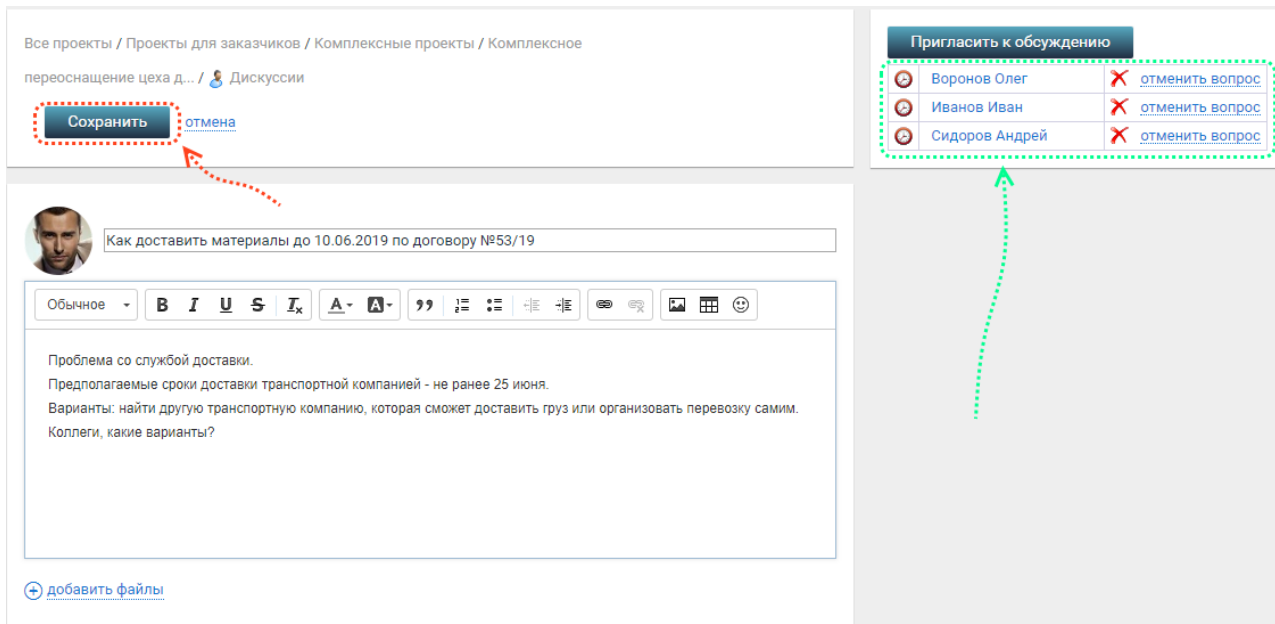 Все проекты / Проекты для заказчиков / Комплексные проекты / Комплексное
переоснащение цеха д... / Дискуссии
Сохранить отмена
Пригласить к обсуждению
Воронов Олег отменить вопрос
Иванов Иван отменить вопрос
Сидоров Андрей отменить вопрос
Как доставить материалы до 10.06.2019 по договору №53/19
Обычное B I U S Ix A A
Проблема со службой доставки.
Предполагаемые сроки доставки транспортной компанией - не ранее 25 июня.
Варианты: найти другую транспортную компанию, которая сможет доставить груз или организовать перевозку самим.
Коллеги, какие варианты?
добавить файлы